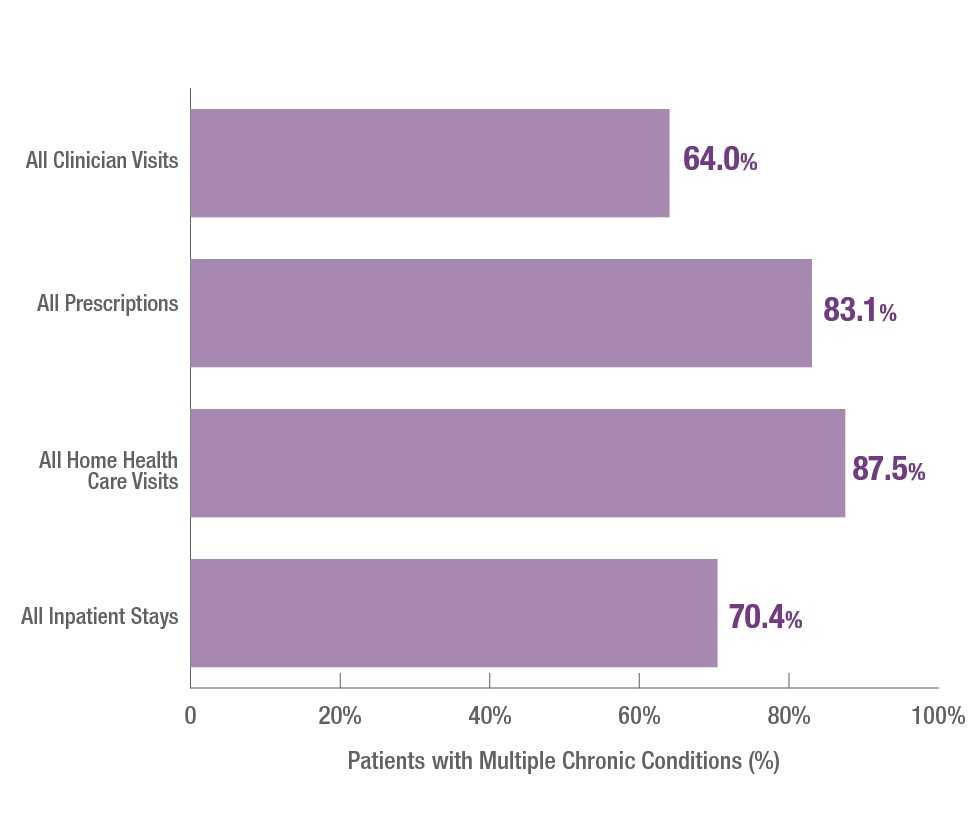 All Clinician Visits
64.0%
All Prescriptions
83.1%
All Home Health
Care Visits
87.5%
All Inpatient Stays
70.4%
0 20% 40% 60% 80% 100%
Patients with Multiple Chronic Conditions (%)